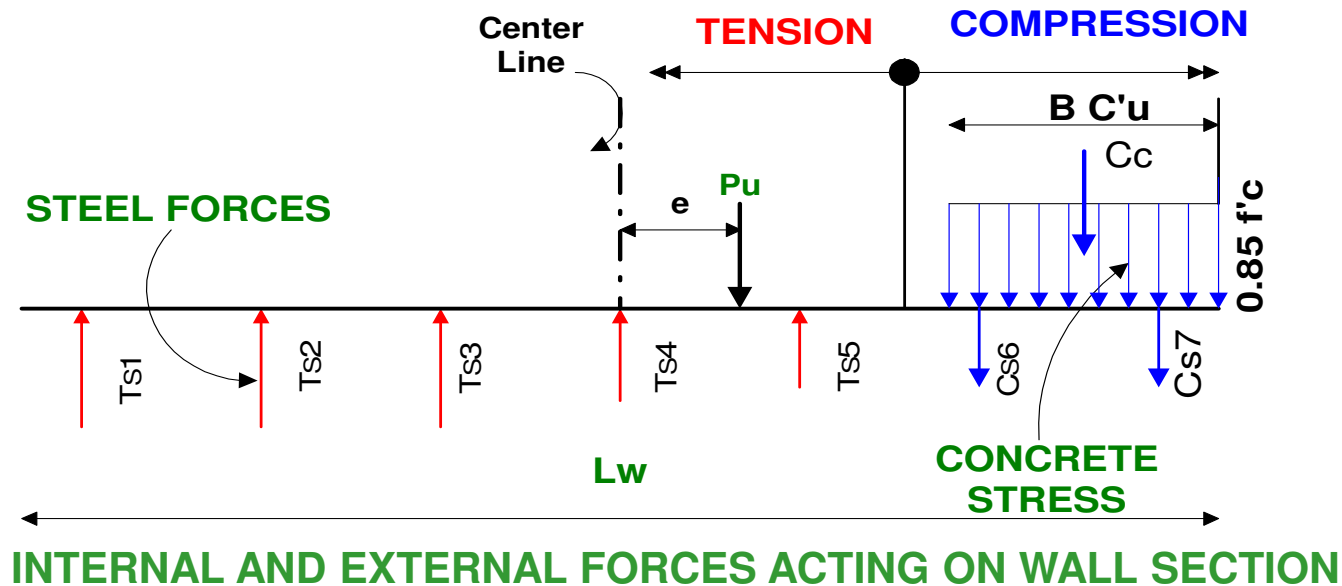 Center
Line
TENSION
COMPRESSION
B C'u
Cc
STEEL FORCES
e
Pu
0.85 f'c
Ts1
Ts2
Ts3
Ts4
Ts5
Cs6
Cs7
Lw
CONCRETE
STRESS
INTERNAL AND EXTERNAL FORCES ACTING ON WALL SECTION